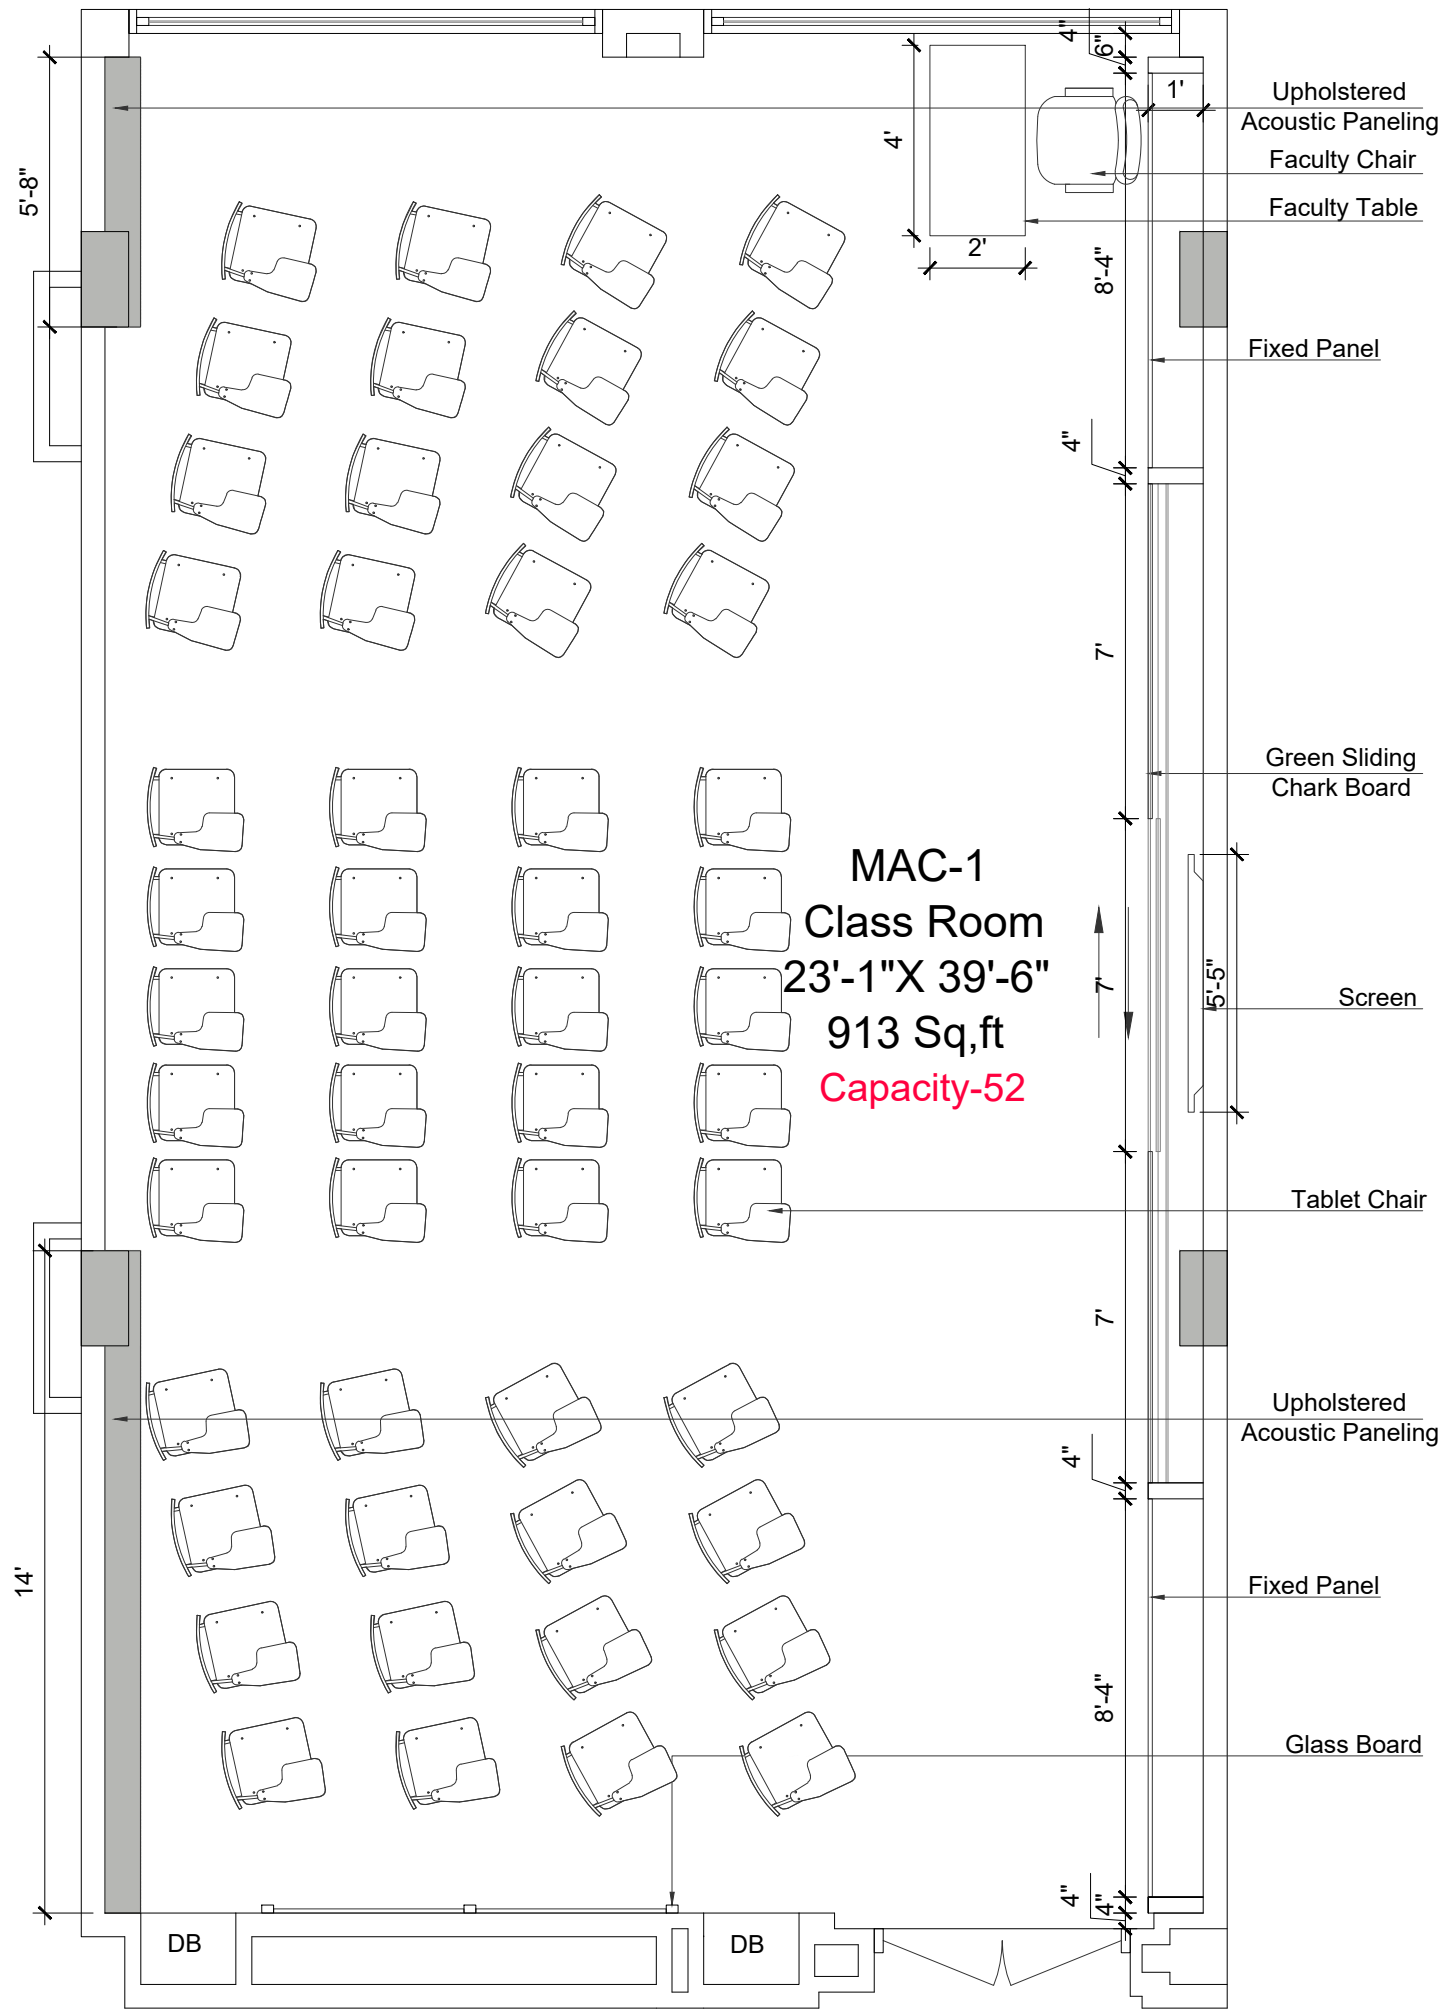 4"
6"
1'
Upholstered
Acoustic Paneling
4'
Faculty Chair
5'-8"
Faculty Table
2'
8'-4"
Fixed Panel
4"
7'
Green Sliding
Chark Board
MAC-1
Class Room
23'-1"X 39'-6"
913 Sq,ft
Capacity-52
7'
5'-5"
Screen
Tablet Chair
7'
Upholstered
Acoustic Paneling
4"
14'
Fixed Panel
8'-4"
Glass Board
4"
4"
DB
DB